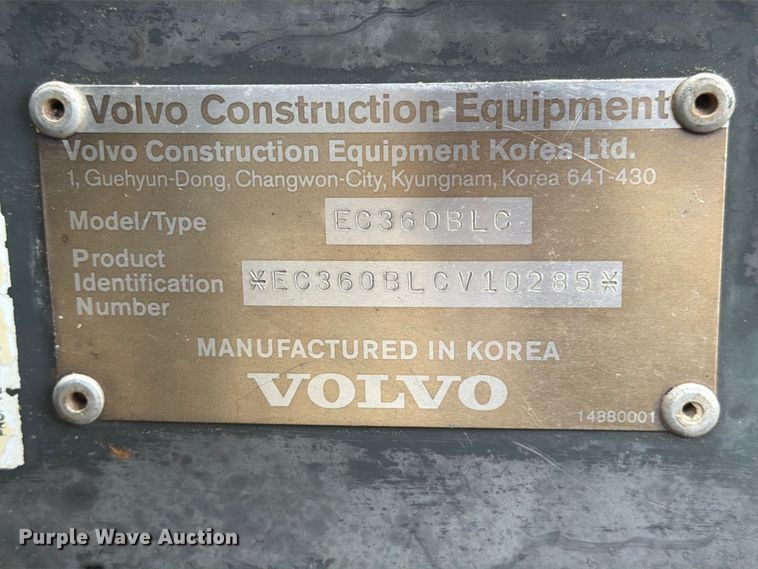 Volvo Construction Equipment
Volvo Construction Equipment Korea Ltd.
1, Guehyun-Dong, Changwon-City, Kyungnam, Korea 641-430
Model/Type EC360BLC
Product
Identification *EC360BLCV10285*
Number
MANUFACTURED IN KOREA
VOLVO
14880001
Purple Wave Auction